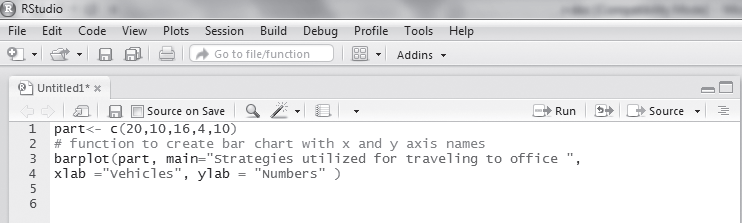 RStudio
File Edit Code View Plots Session Build Debug Profile Tools Help
Go to file/function Addins
Untitled1* ×
Source on Save Run Source
1 part<- c(20,10,16,4,10)
2 # function to create bar chart with x and y axis names
3 barplot(part, main="Strategies utilized for traveling to office ",
4 xlab ="Vehicles", ylab = "Numbers" )
5
6